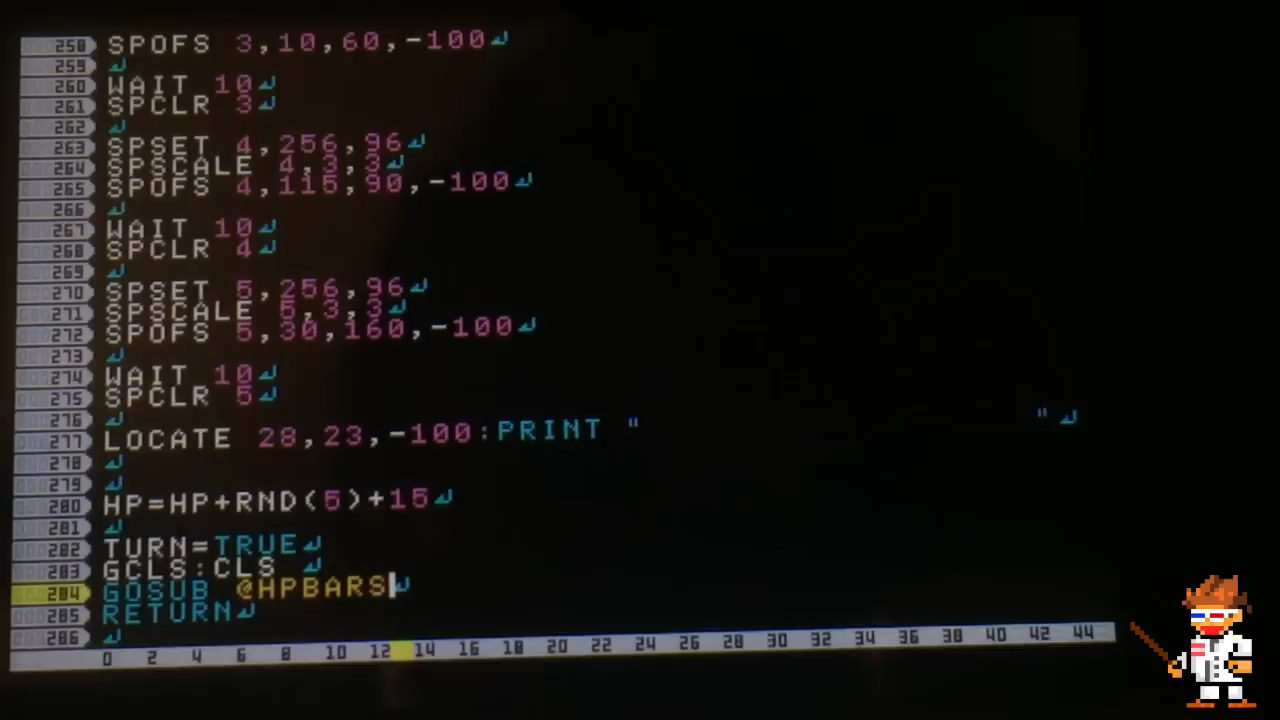 258 SPOFS 3,10,60,-100
259
260 WAIT 10
261 SPCLR 3
262
263 SPSET 4,256,96
264 SPSCALE 4,3,3
265 SPOFS 4,115,90,-100
266
267 WAIT 10
268 SPCLR 4
269
270 SPSET 5,256,96
271 SPSCALE 5,3,3
272 SPOFS 5,30,160,-100
273
274 WAIT 10
275 SPCLR 5
276
277 LOCATE 28,23,-100:PRINT "                    "
278
279
280 HP=HP+RND(5)+15
281
282 TURN=TRUE
283 GCLS:CLS
284 GOSUB @HPBARS
285 RETURN
286
0 2 4 6 8 10 12 14 16 18 20 22 24 26 28 30 32 34 36 38 40 42 44